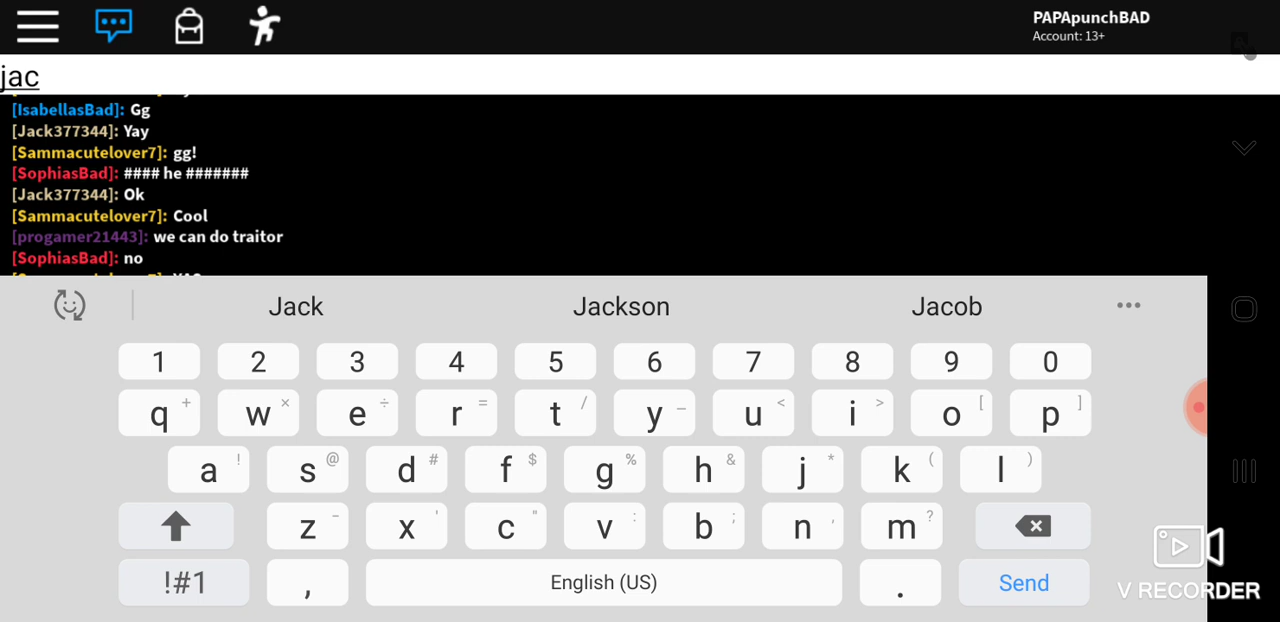 PAPApunchBAD
Account: 13+
jac
[IsabellasBad]: Gg
[Jack377344]: Yay
[Sammacutelover7]: gg!
[SophiasBad]: #### he #######
[Jack377344]: Ok
[Sammacutelover7]: Cool
[progamer21443]: we can do traitor
[SophiasBad]: no
Jack Jackson Jacob
1 2 3 4 5 6 7 8 9 0
q + w × e ÷ r = t / y _ u < i > o [ p ]
a ! s @ d # f $ g % h & j * k ( l )
z - x ' c " v : b ; n , m ?
!#1 , English (US) . Send
V RECORDER